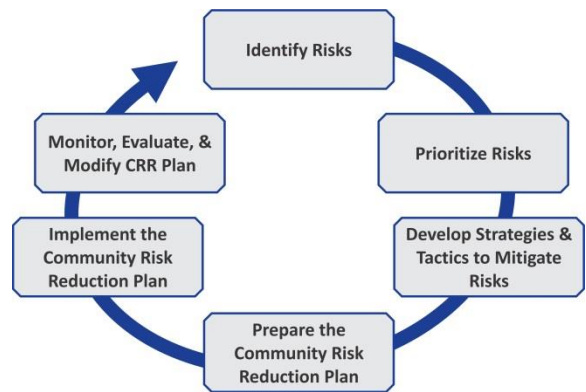 Identify Risks
Prioritize Risks
Develop Strategies &
Tactics to Mitigate
Risks
Prepare the
Community Risk
Reduction Plan
Implement the
Community Risk
Reduction Plan
Monitor, Evaluate, &
Modify CRR Plan